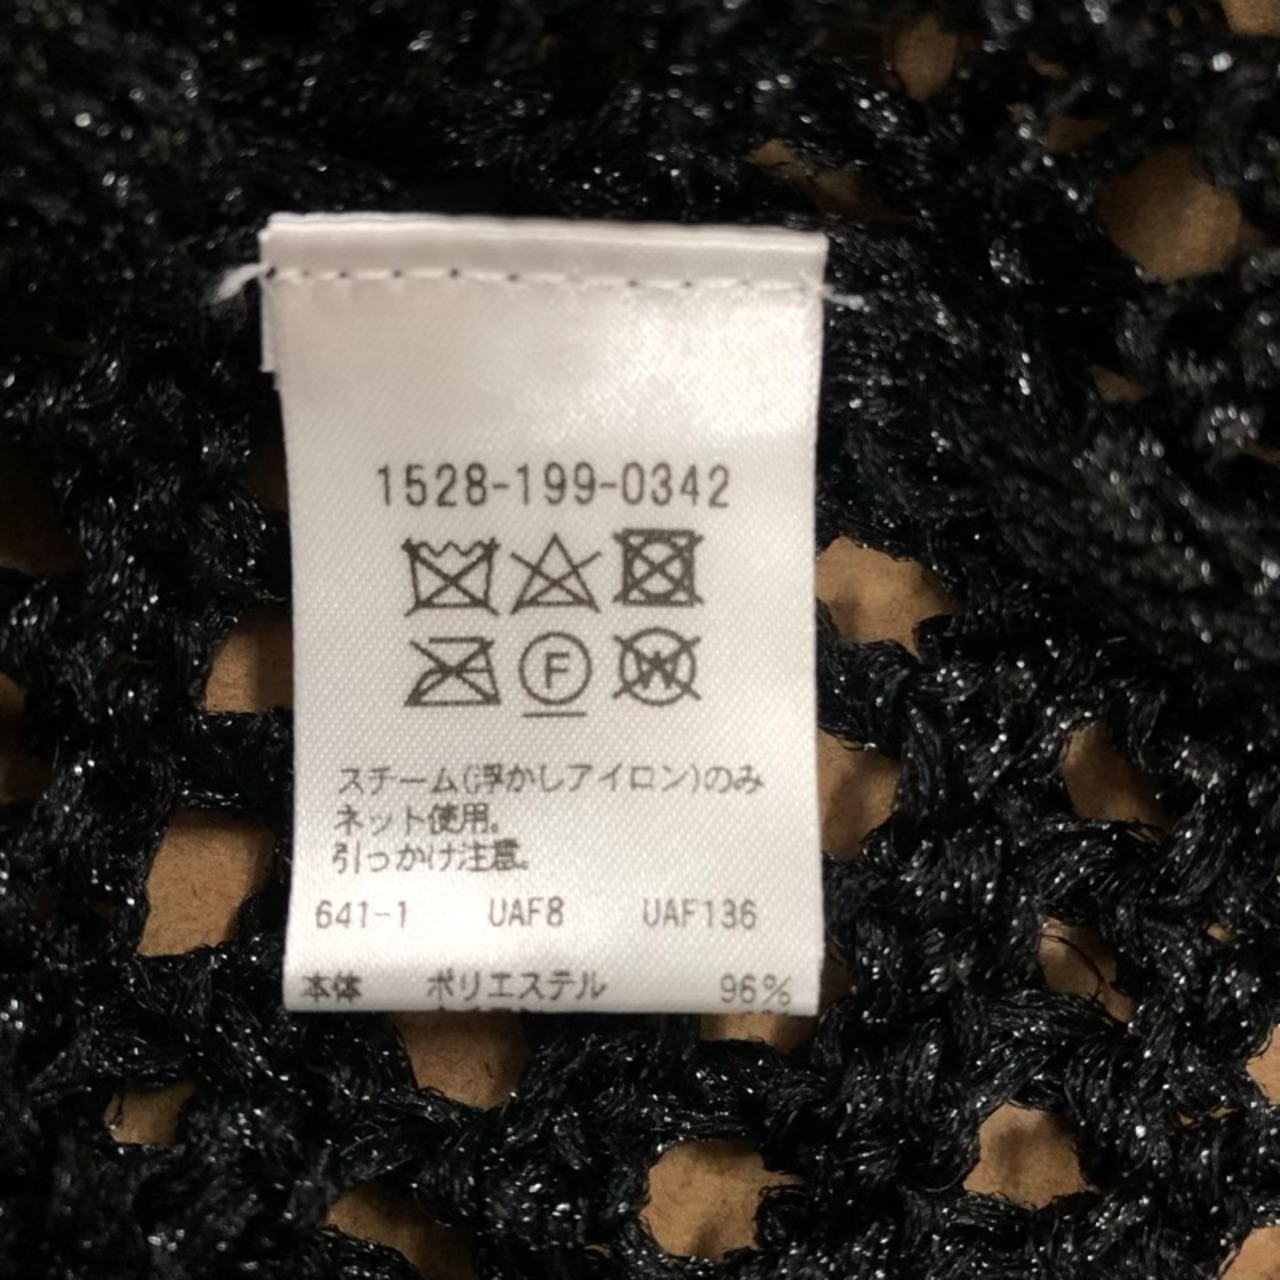 1528-199-0342
F W
スチーム(浮かしアイロン)のみ
ネット使用。
引っかけ注意。
641-1 UAF8 UAF136
本体 ポリエステル 96%